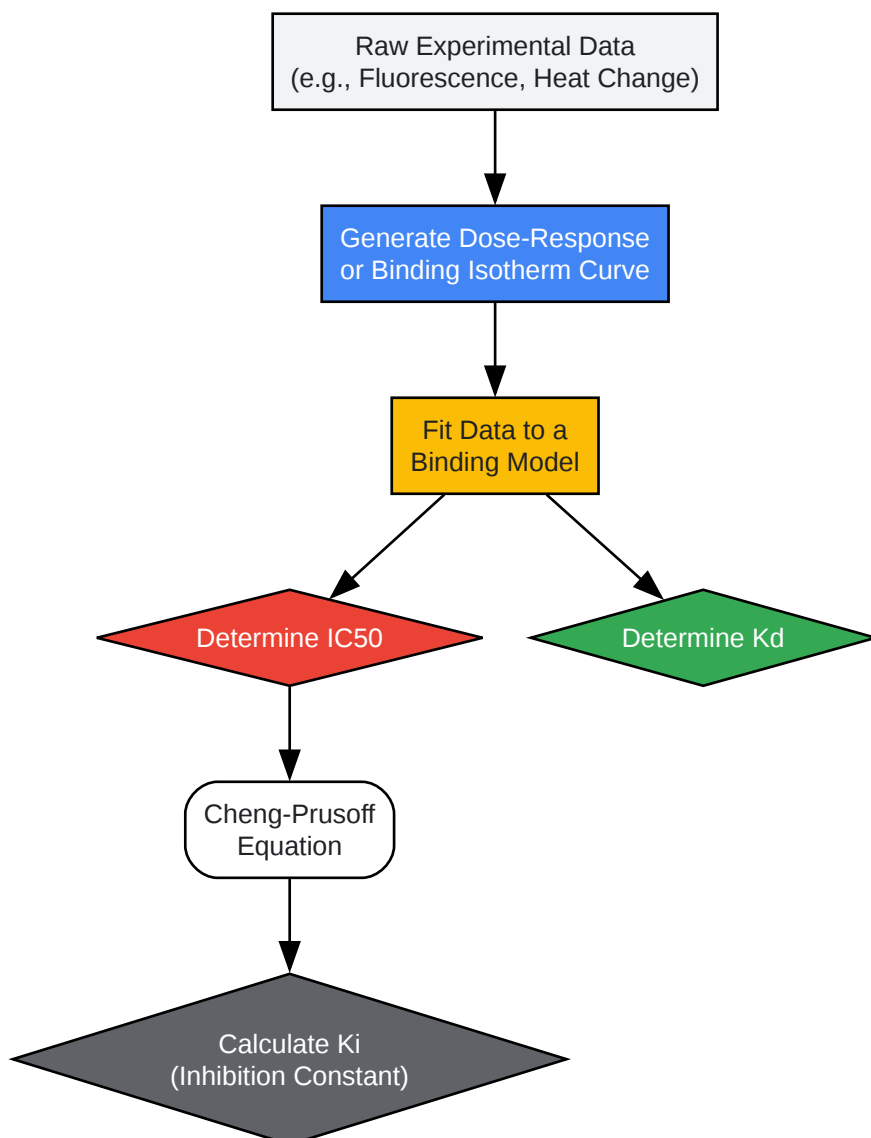 Raw Experimental Data
(e.g., Fluorescence, Heat Change)
Generate Dose-Response
or Binding Isotherm Curve
Fit Data to a
Binding Model
Determine IC50
Determine Kd
Cheng-Prusoff
Equation
Calculate Ki
(Inhibition Constant)